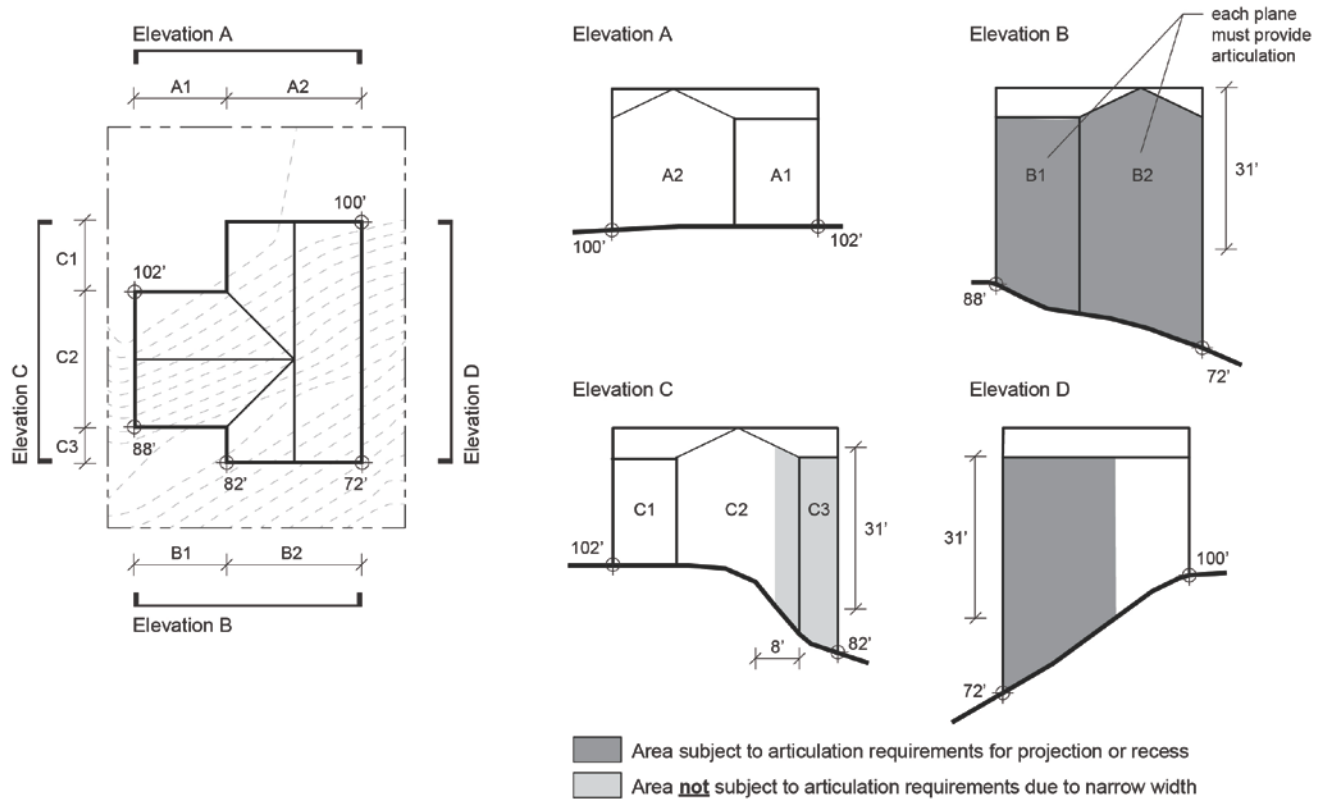 Elevation A
A1
A2
100'
C1
102'
C2
Elevation C
Elevation D
C3
88'
82'
72'
B1
B2
Elevation B
Elevation A
A2
A1
100'
102'
Elevation B
each plane
must provide
articulation
B1
B2
31'
88'
72'
Elevation C
C1
C2
C3
31'
102'
8'
82'
Elevation D
31'
100'
72'
Area subject to articulation requirements for projection or recess
Area not subject to articulation requirements due to narrow width